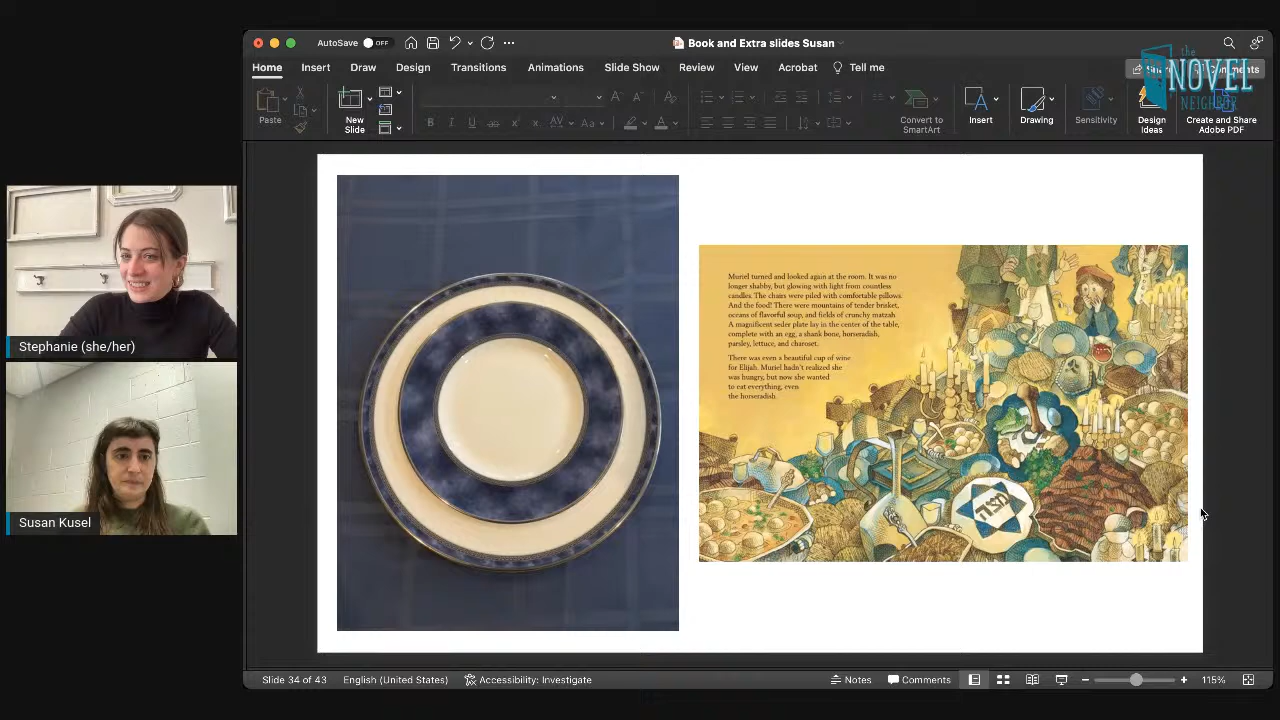 AutoSave OFF
Book and Extra slides Susan
the
NOVEL
NEIGHBOR
Home Insert Draw Design Transitions Animations Slide Show Review View Acrobat Tell me
Share Comments
Paste
New
Slide
Convert to
SmartArt
Insert
Drawing
Sensitivity
Design
Ideas
Create and Share
Adobe PDF
Muriel turned and looked again at the room. It was no
longer shabby, but glowing with light from countless
candles. The chairs were piled with comfortable pillows.
And the food! There were mountains of tender brisket,
oceans of flavorful soup, and fields of crunchy matzah.
A magnificent seder plate lay in the center of the table,
complete with an egg, a shank bone, horseradish,
parsley, lettuce, and charoset.
There was even a beautiful cup of wine
for Elijah. Muriel hadn't realized she
was hungry, but now she wanted
to eat everything, even
the horseradish.
מצה
Stephanie (she/her)
Susan Kusel
Slide 34 of 43 English (United States) Accessibility: Investigate Notes Comments 115%